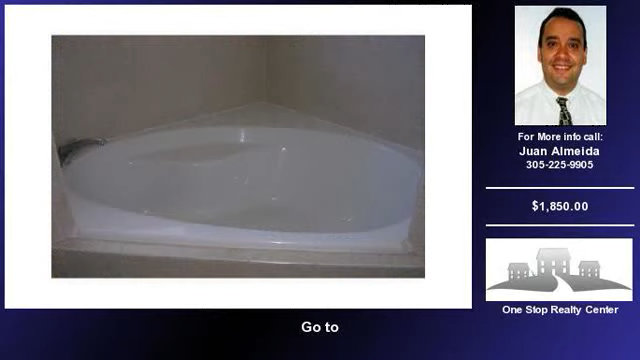 For More info call:
Juan Almeida
305-225-9905
$1,850.00
One Stop Realty Center
Go to